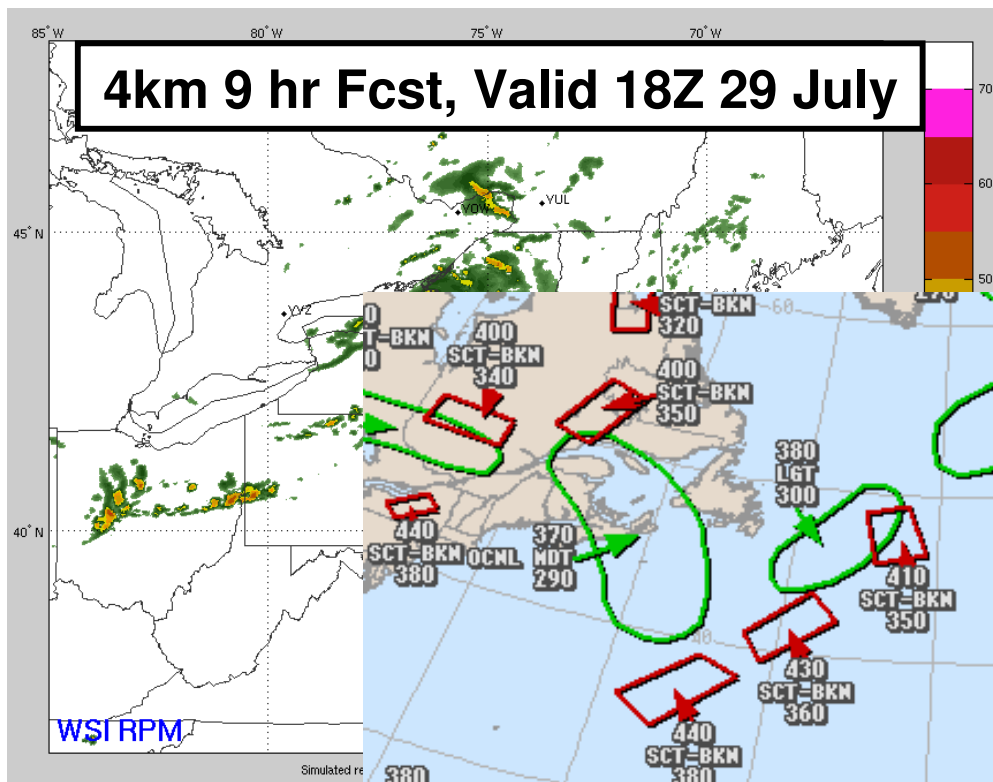 85° W
80° W
75° W
70° W
4km 9 hr Fcst, Valid 18Z 29 July
70
60
50
YUL
YOW
45° N
YYZ
40° N
WSI RPM
Simulated re
0
T-BKN
0
400
SCT-BKN
340
SCT-BKN
320
60
400
SCT-BKN
350
380
LGT
300
440
SCT-BKN
380
OCNL
370
MDT
290
410
SCT-BKN
350
40
430
SCT-BKN
360
440
SCT-BKN
380
380